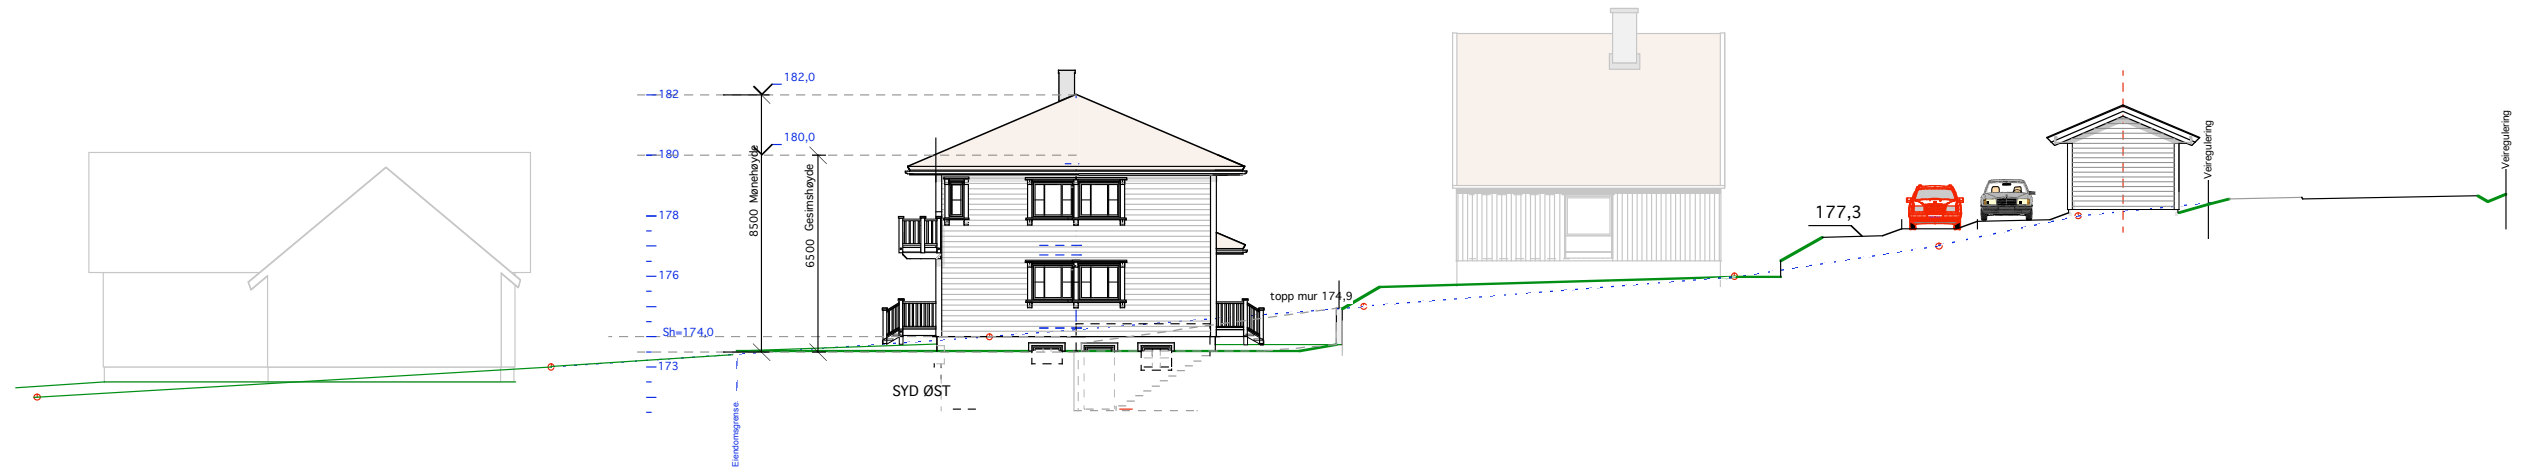 182,0
182
180,0
180
8500 Mønehøyde
6500 Gesimshøyde
178
176
Sh=174,0
173
Eiendomsgrense.
SYD ØST
topp mur 174,9
177,3
Veiregulering
Veiregulering